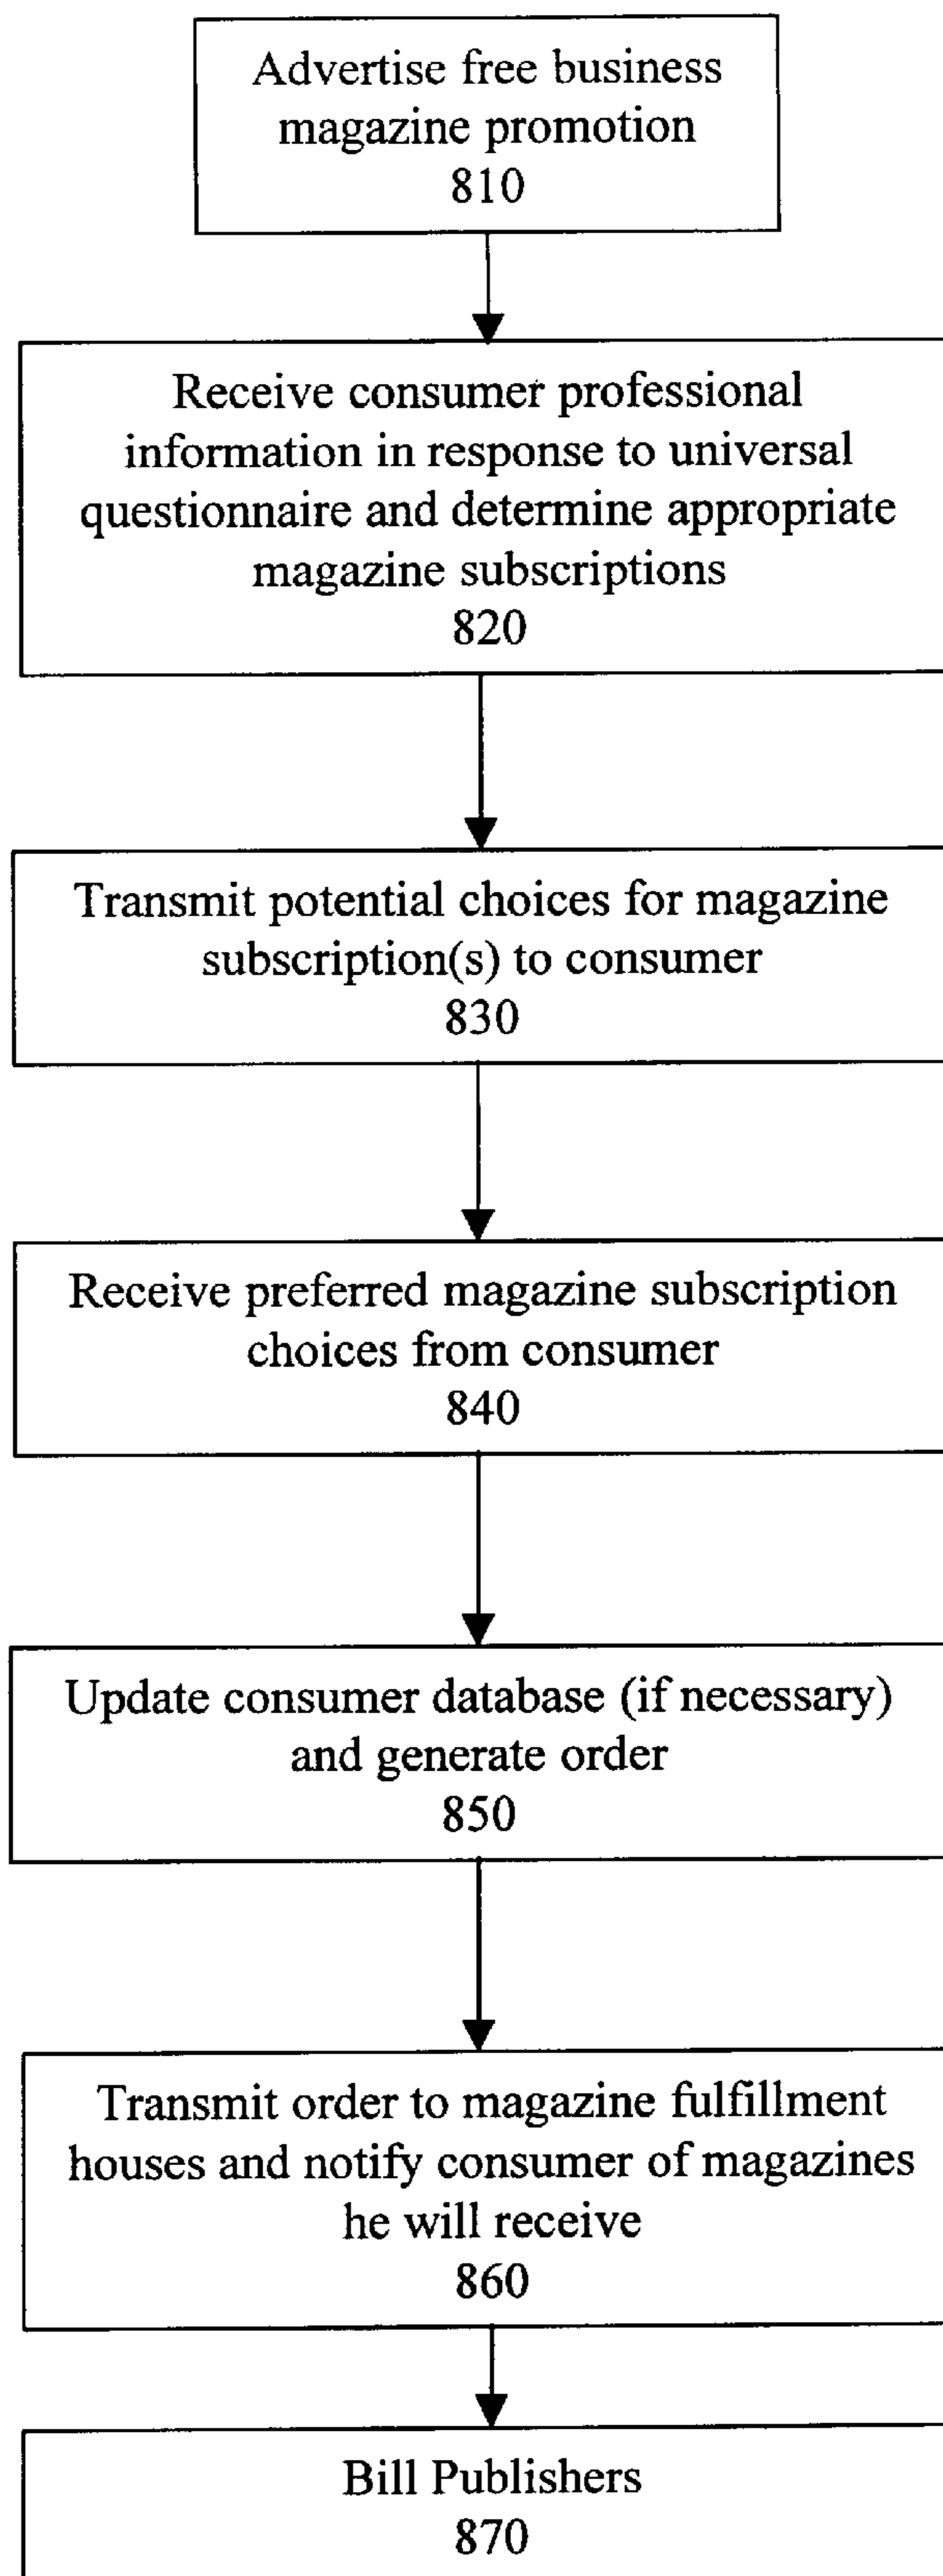 Advertise free business
magazine promotion
810
Receive consumer professional
information in response to universal
questionnaire and determine appropriate
magazine subscriptions
820
Transmit potential choices for magazine
subscription(s) to consumer
830
Receive preferred magazine subscription
choices from consumer
840
Update consumer database (if necessary)
and generate order
850
Transmit order to magazine fulfillment
houses and notify consumer of magazines
he will receive
860
Bill Publishers
870